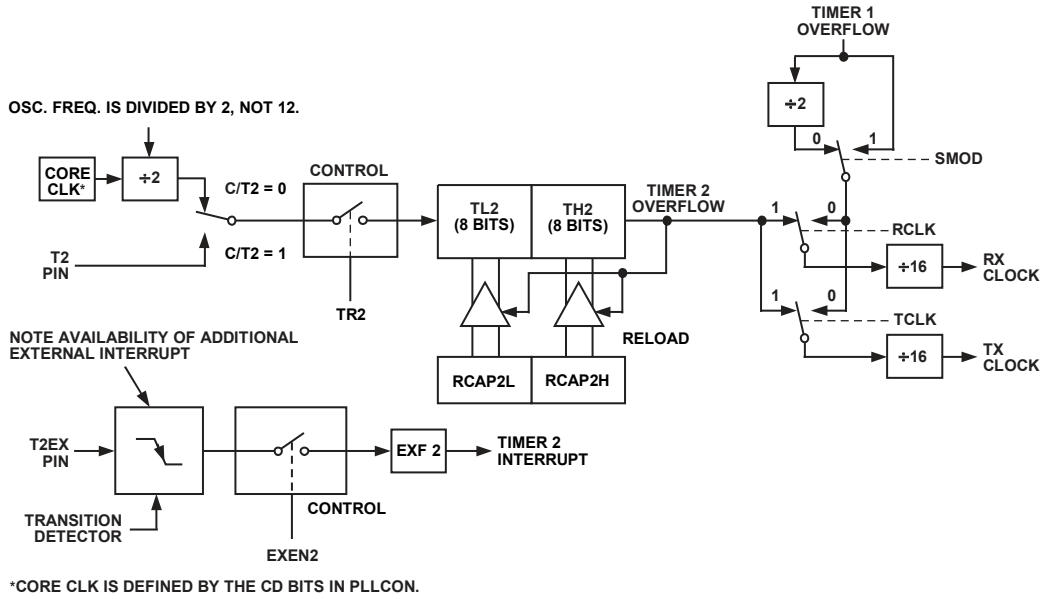 TIMER 1
OVERFLOW
÷2
0
1
SMOD
OSC. FREQ. IS DIVIDED BY 2, NOT 12.
CORE
CLK*
÷2
C/T2 = 0
C/T2 = 1
T2
PIN
CONTROL
TR2
TL2
(8 BITS)
TH2
(8 BITS)
TIMER 2
OVERFLOW
RELOAD
RCAP2L
RCAP2H
1
0
RCLK
÷16
RX
CLOCK
1
0
TCLK
÷16
TX
CLOCK
NOTE AVAILABILITY OF ADDITIONAL
EXTERNAL INTERRUPT
T2EX
PIN
TRANSITION
DETECTOR
CONTROL
EXEN2
EXF 2
TIMER 2
INTERRUPT
*CORE CLK IS DEFINED BY THE CD BITS IN PLLCON.